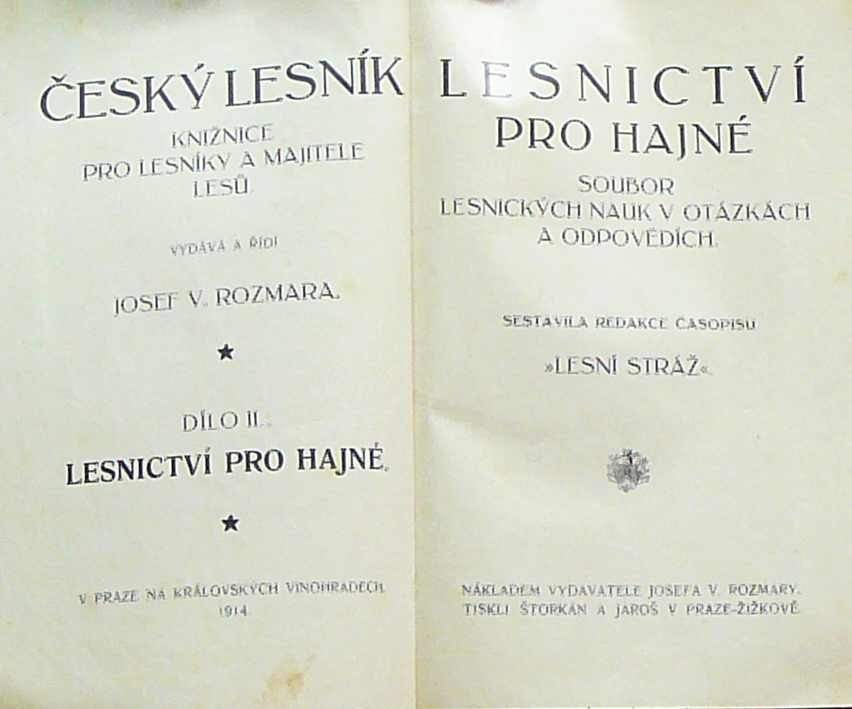 ČESKÝ LESNÍK
KNIŽNICE
PRO LESNÍKY A MAJITELE
LESŮ.
VYDÁVÁ A ŘÍDÍ
JOSEF V. ROZMARA.
DÍLO II.
LESNICTVÍ PRO HAJNÉ.
V PRAZE NA KRÁLOVSKÝCH VINOHRADECH.
1914.
LESNICTVÍ
PRO HAJNÉ
SOUBOR
LESNICKÝCH NAUK V OTÁZKÁCH
A ODPOVĚDÍCH.
SESTAVILA REDAKCE ČASOPISU
»LESNÍ STRÁŽ«.
NÁKLADEM VYDAVATELE JOSEFA V. ROZMARY.
TISKLI ŠTORKÁN A JAROŠ V PRAZE-ŽIŽKOVĚ.